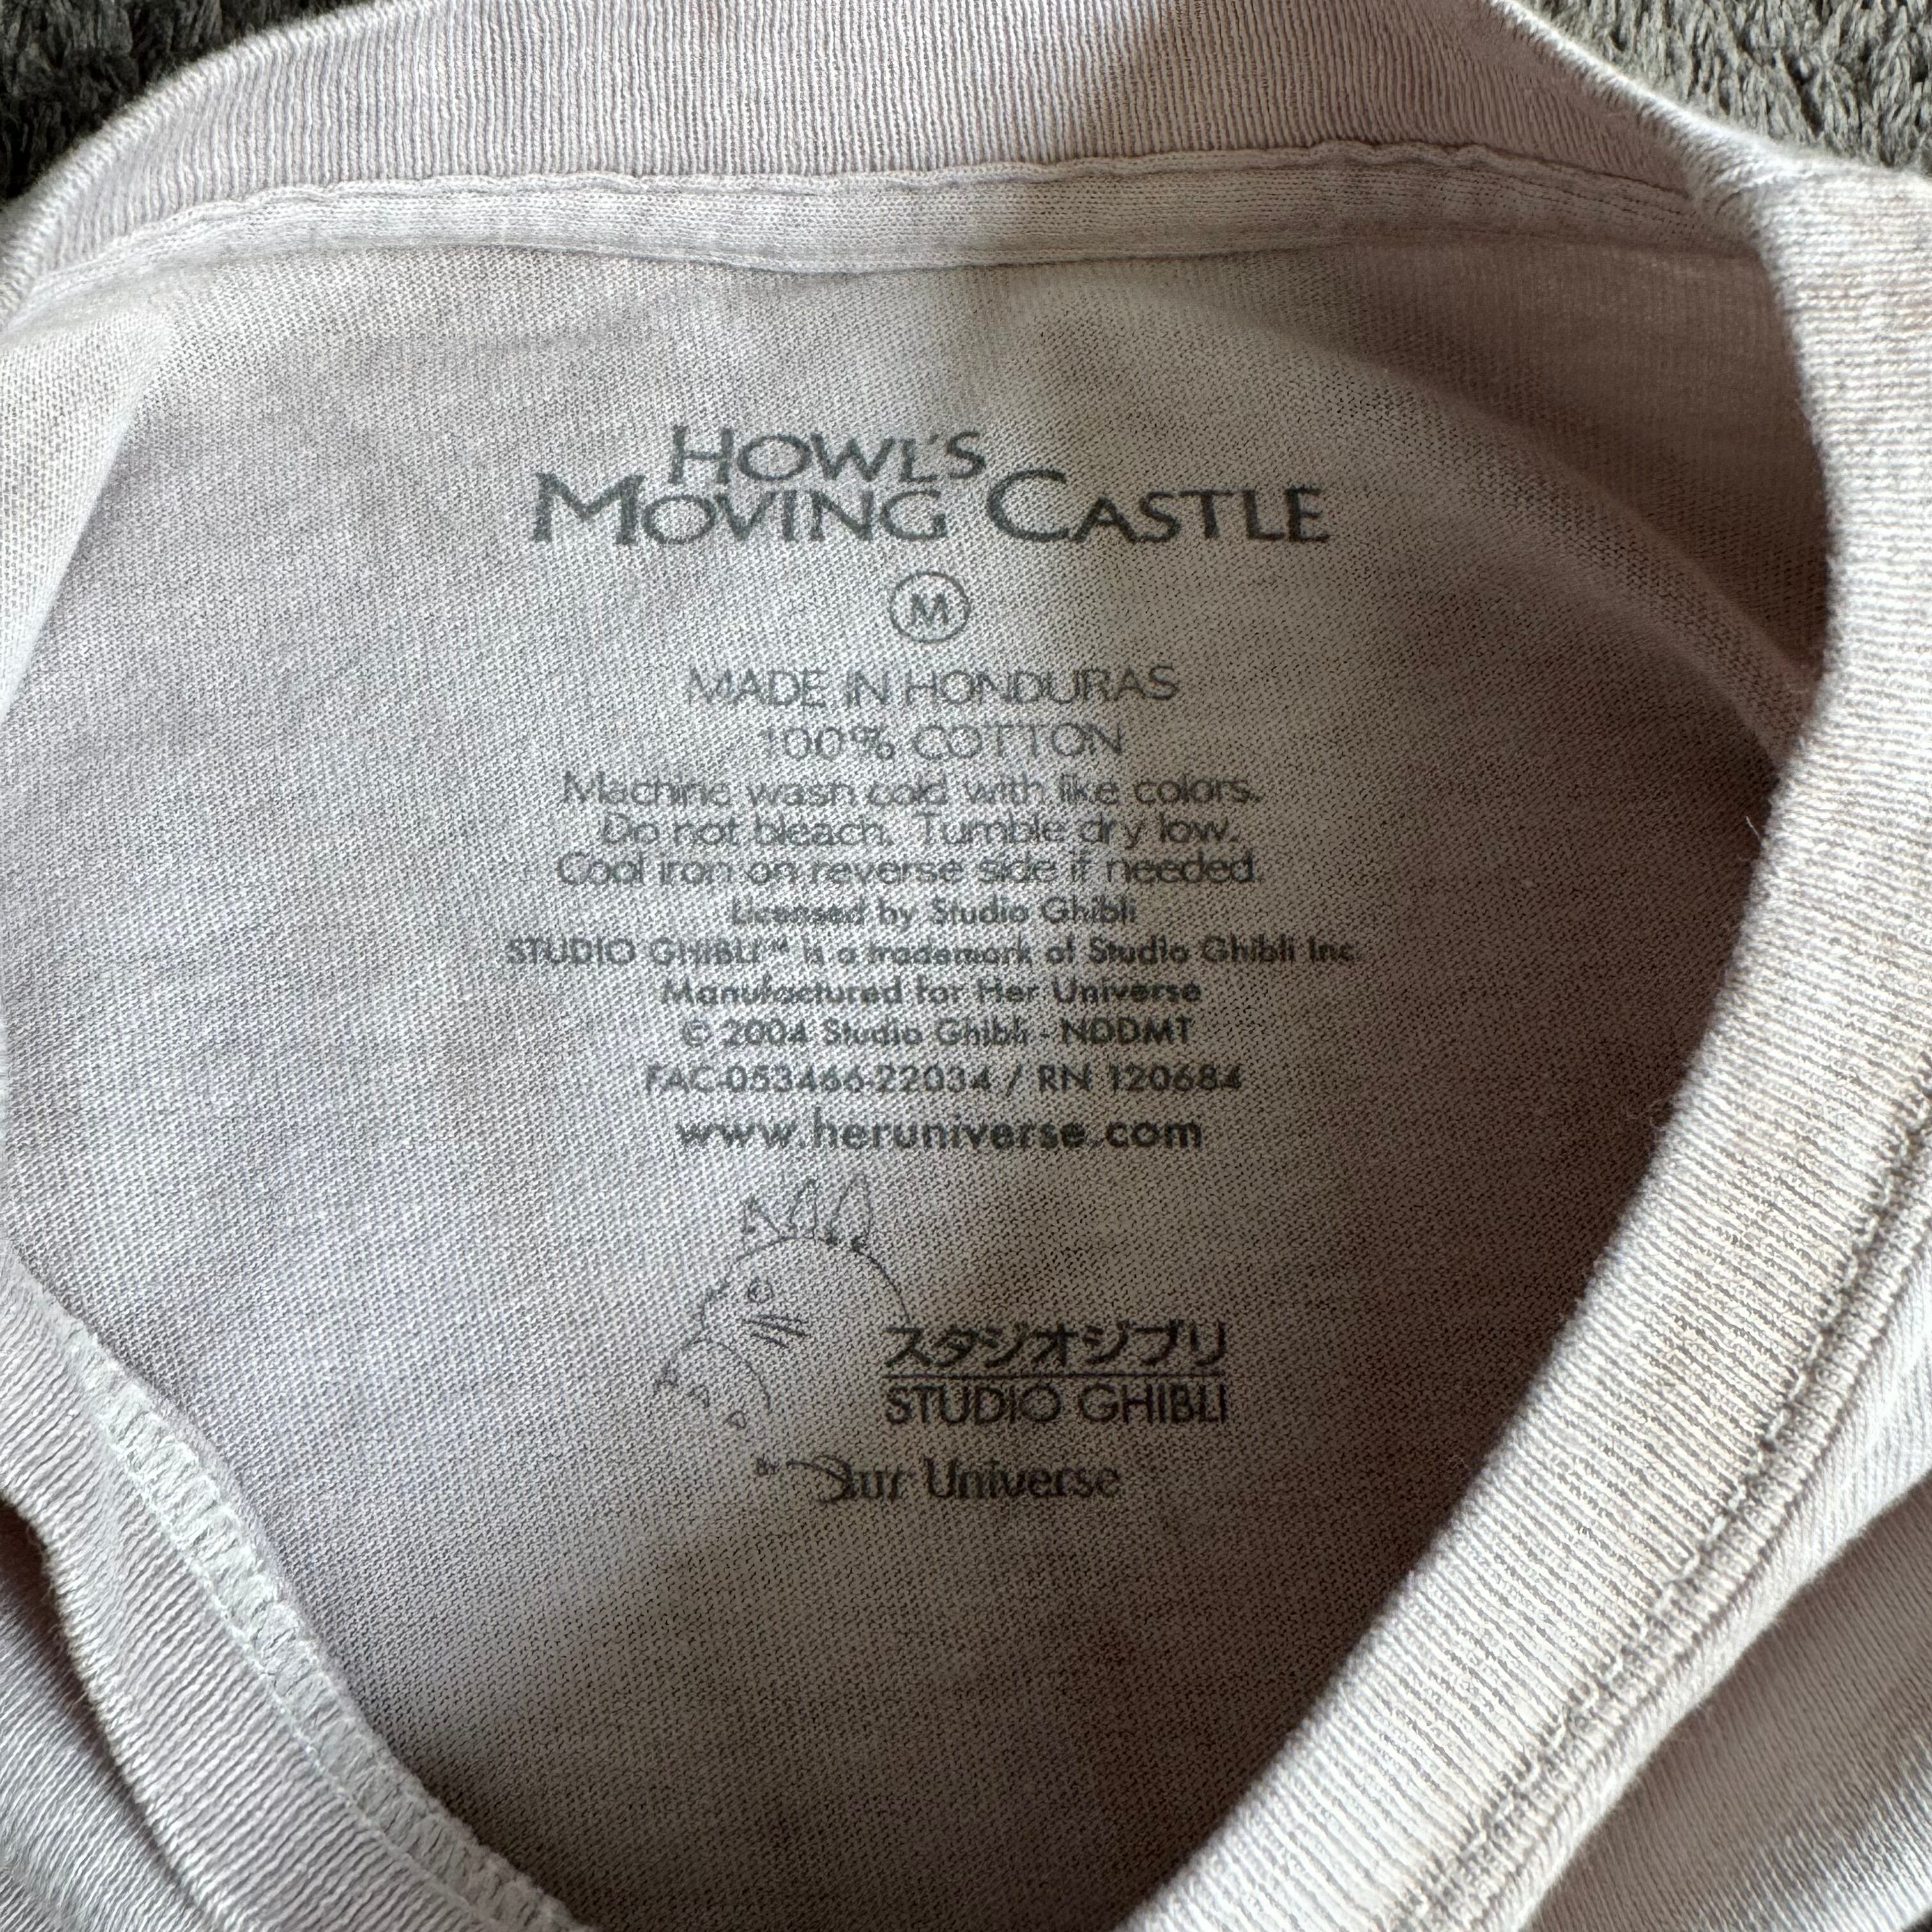 HOWL'S
MOVING CASTLE
M
MADE IN HONDURAS
100% COTTON
Machine wash cold with like colors.
Do not bleach. Tumble dry low.
Cool iron on reverse side if needed.
Licensed by Studio Ghibli
STUDIO GHIBLI™ is a trademark of Studio Ghibli Inc.
Manufactured for Her Universe
© 2004 Studio Ghibli - NDDMT
FAC-053466-22034 / RN 120684
www.heruniverse.com
スタジオジブリ
STUDIO GHIBLI
BY Her Universe